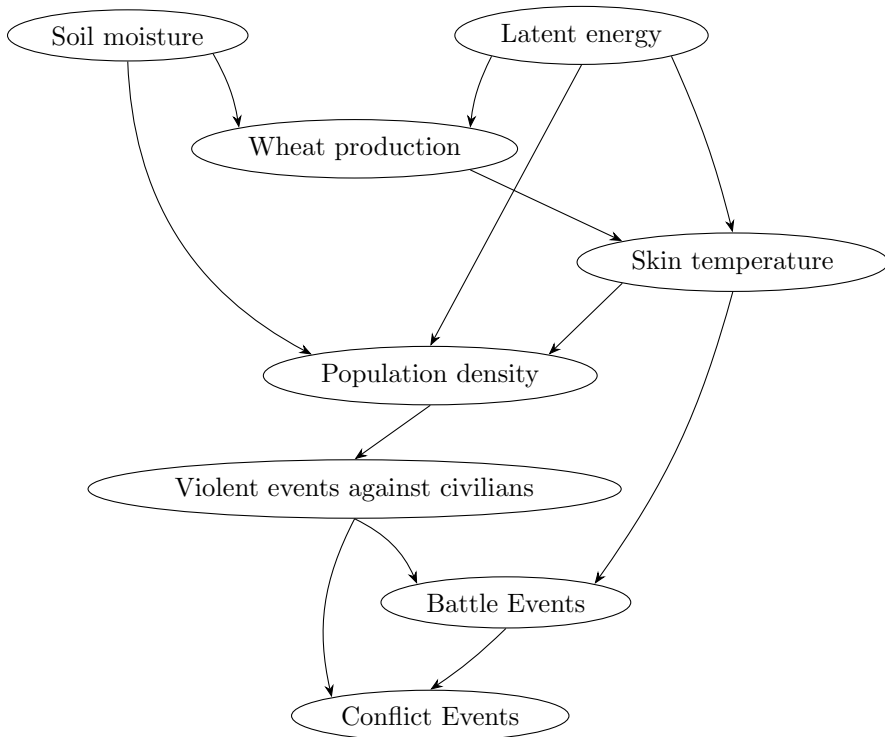 Soil moisture
Latent energy
Wheat production
Skin temperature
Population density
Violent events against civilians
Battle Events
Conflict Events